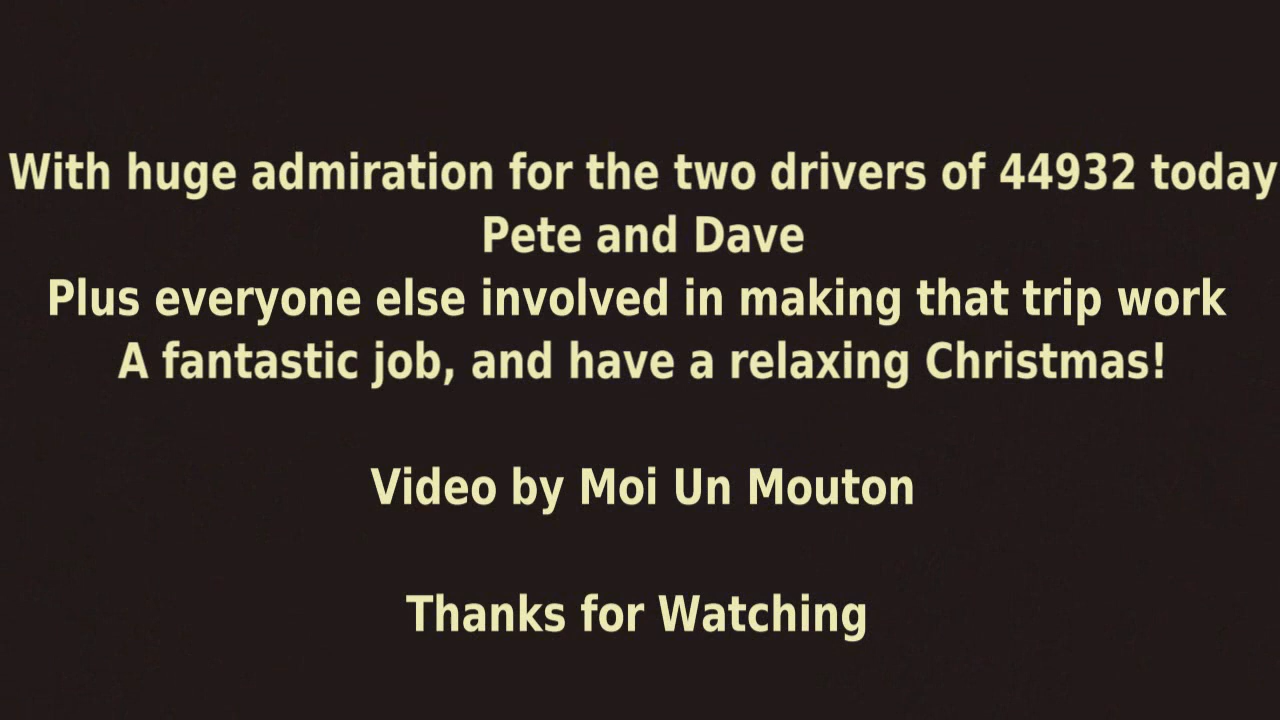 With huge admiration for the two drivers of 44932 today
Pete and Dave
Plus everyone else involved in making that trip work
A fantastic job, and have a relaxing Christmas!
Video by Moi Un Mouton
Thanks for Watching